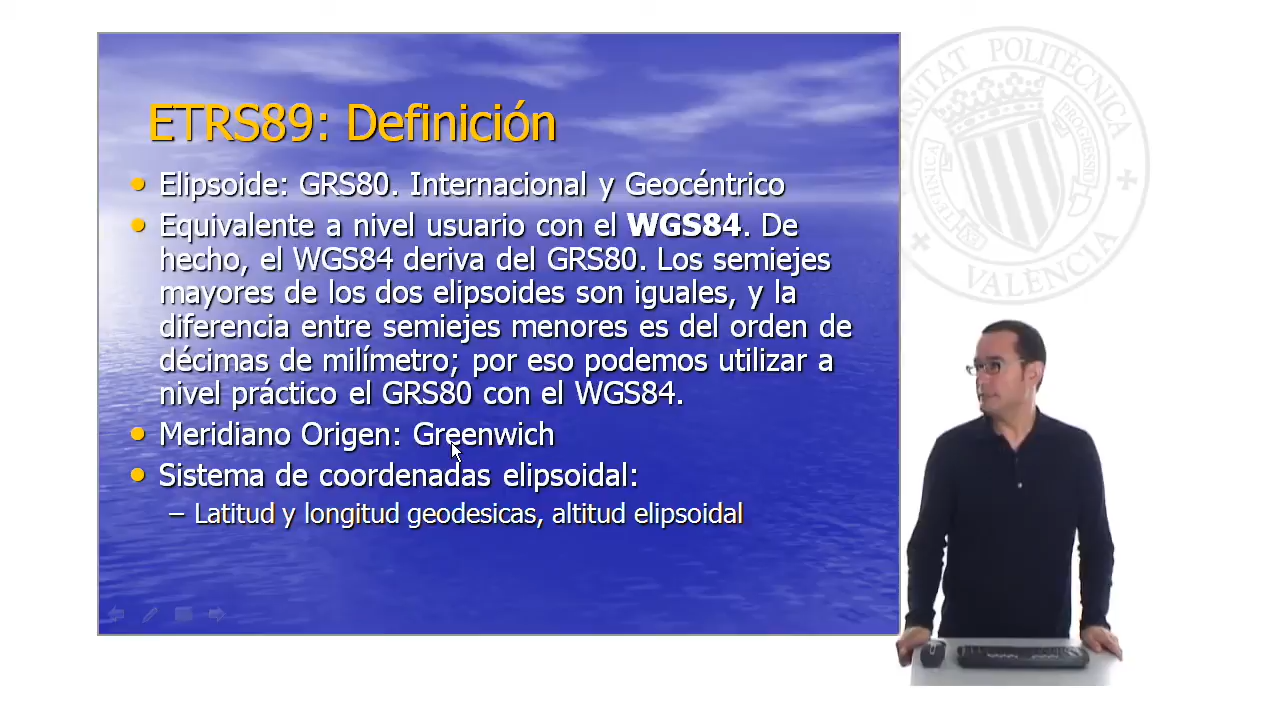 ETRS89: Definición
• Elipsoide: GRS80. Internacional y Geocéntrico
• Equivalente a nivel usuario con el WGS84. De
hecho, el WGS84 deriva del GRS80. Los semiejes
mayores de los dos elipsoides son iguales, y la
diferencia entre semiejes menores es del orden de
décimas de milímetro; por eso podemos utilizar a
nivel práctico el GRS80 con el WGS84.
• Meridiano Origen: Greenwich
• Sistema de coordenadas elipsoidal:
– Latitud y longitud geodesicas, altitud elipsoidal
SITAT POLITÈCNICA
VALÈNCIA